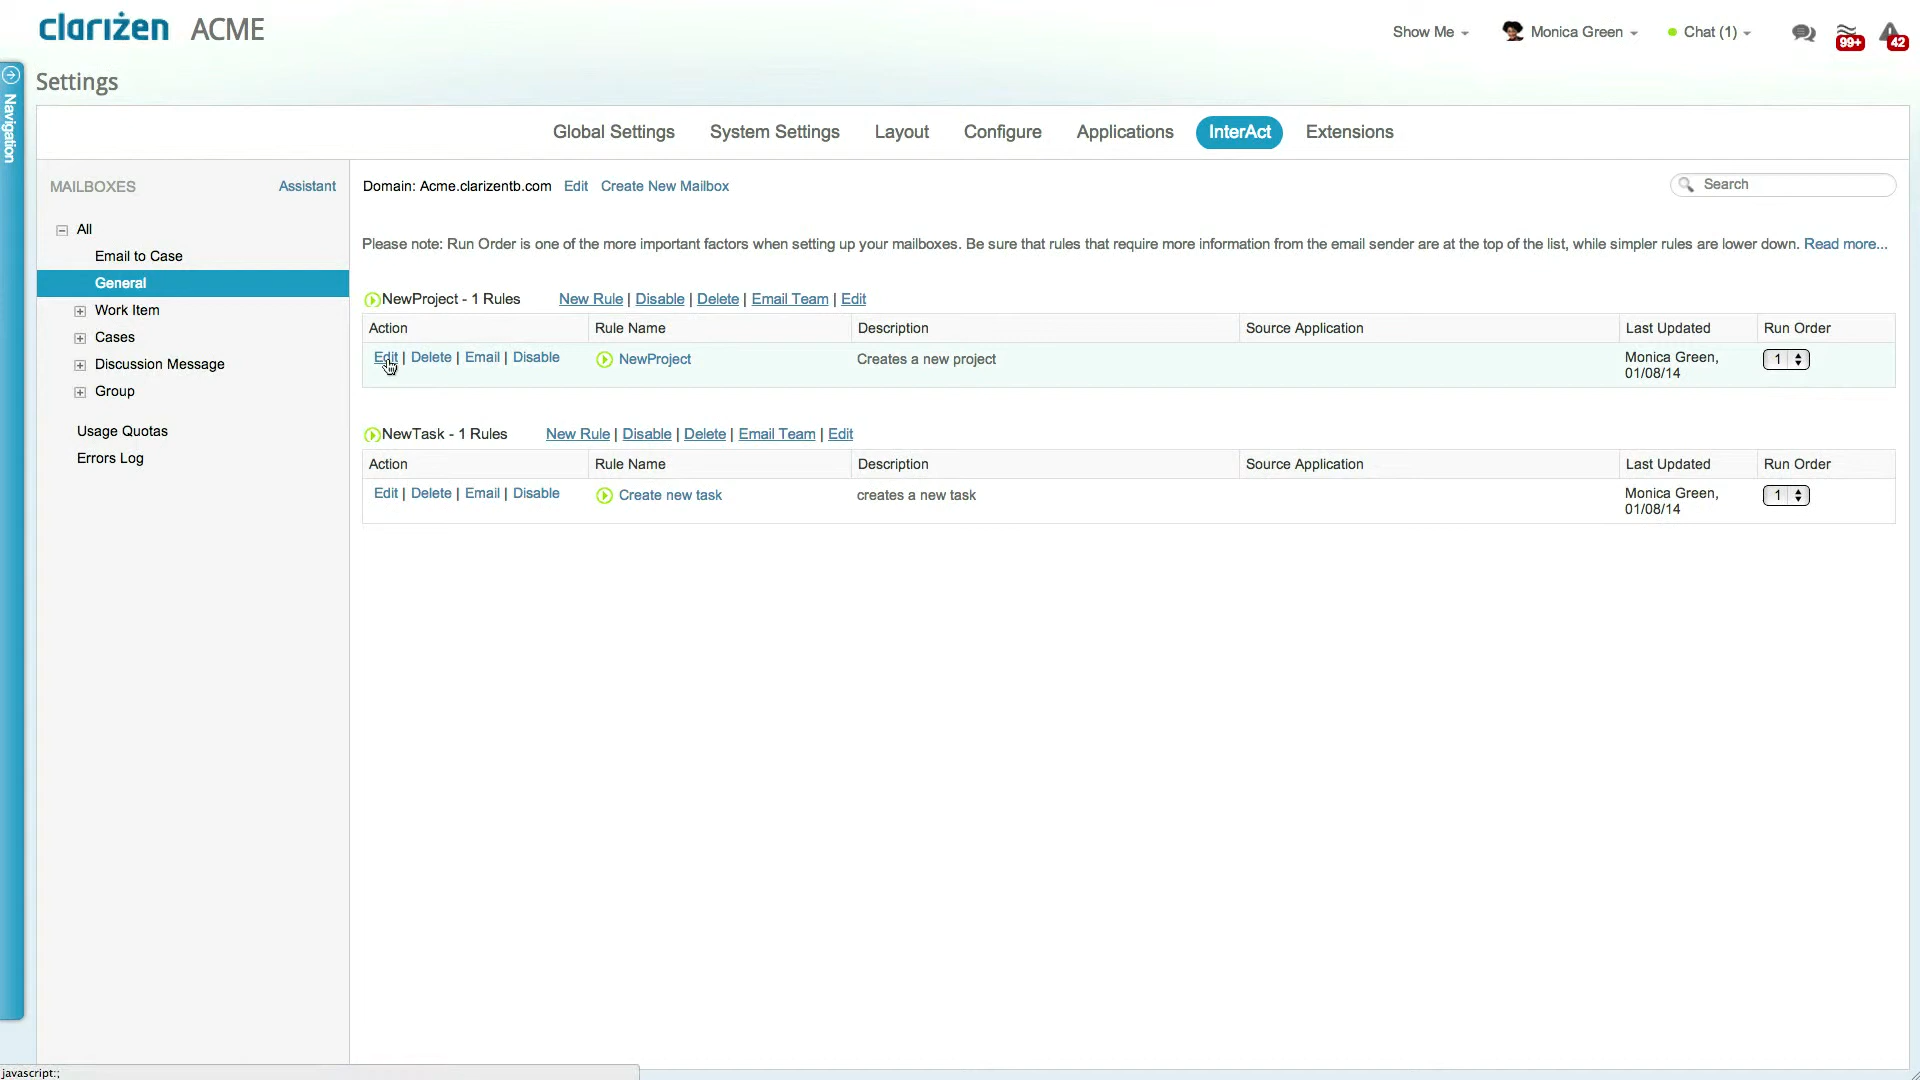 clarizen ACME
Show Me
Monica Green
Chat (1)
99+
42
Navigation
Settings
Global Settings
System Settings
Layout
Configure
Applications
InterAct
Extensions
MAILBOXES
Assistant
All
Email to Case
General
Work Item
Cases
Discussion Message
Group
Usage Quotas
Errors Log
Domain: Acme.clarizentb.com Edit Create New Mailbox
Search
Please note: Run Order is one of the more important factors when setting up your mailboxes. Be sure that rules that require more information from the email sender are at the top of the list, while simpler rules are lower down. Read more...
NewProject - 1 Rules New Rule | Disable | Delete | Email Team | Edit
Action Rule Name Description Source Application Last Updated Run Order
Edit | Delete | Email | Disable NewProject Creates a new project Monica Green, 1
01/08/14
NewTask - 1 Rules New Rule | Disable | Delete | Email Team | Edit
Action Rule Name Description Source Application Last Updated Run Order
Edit | Delete | Email | Disable Create new task creates a new task Monica Green, 1
01/08/14
javascript:;